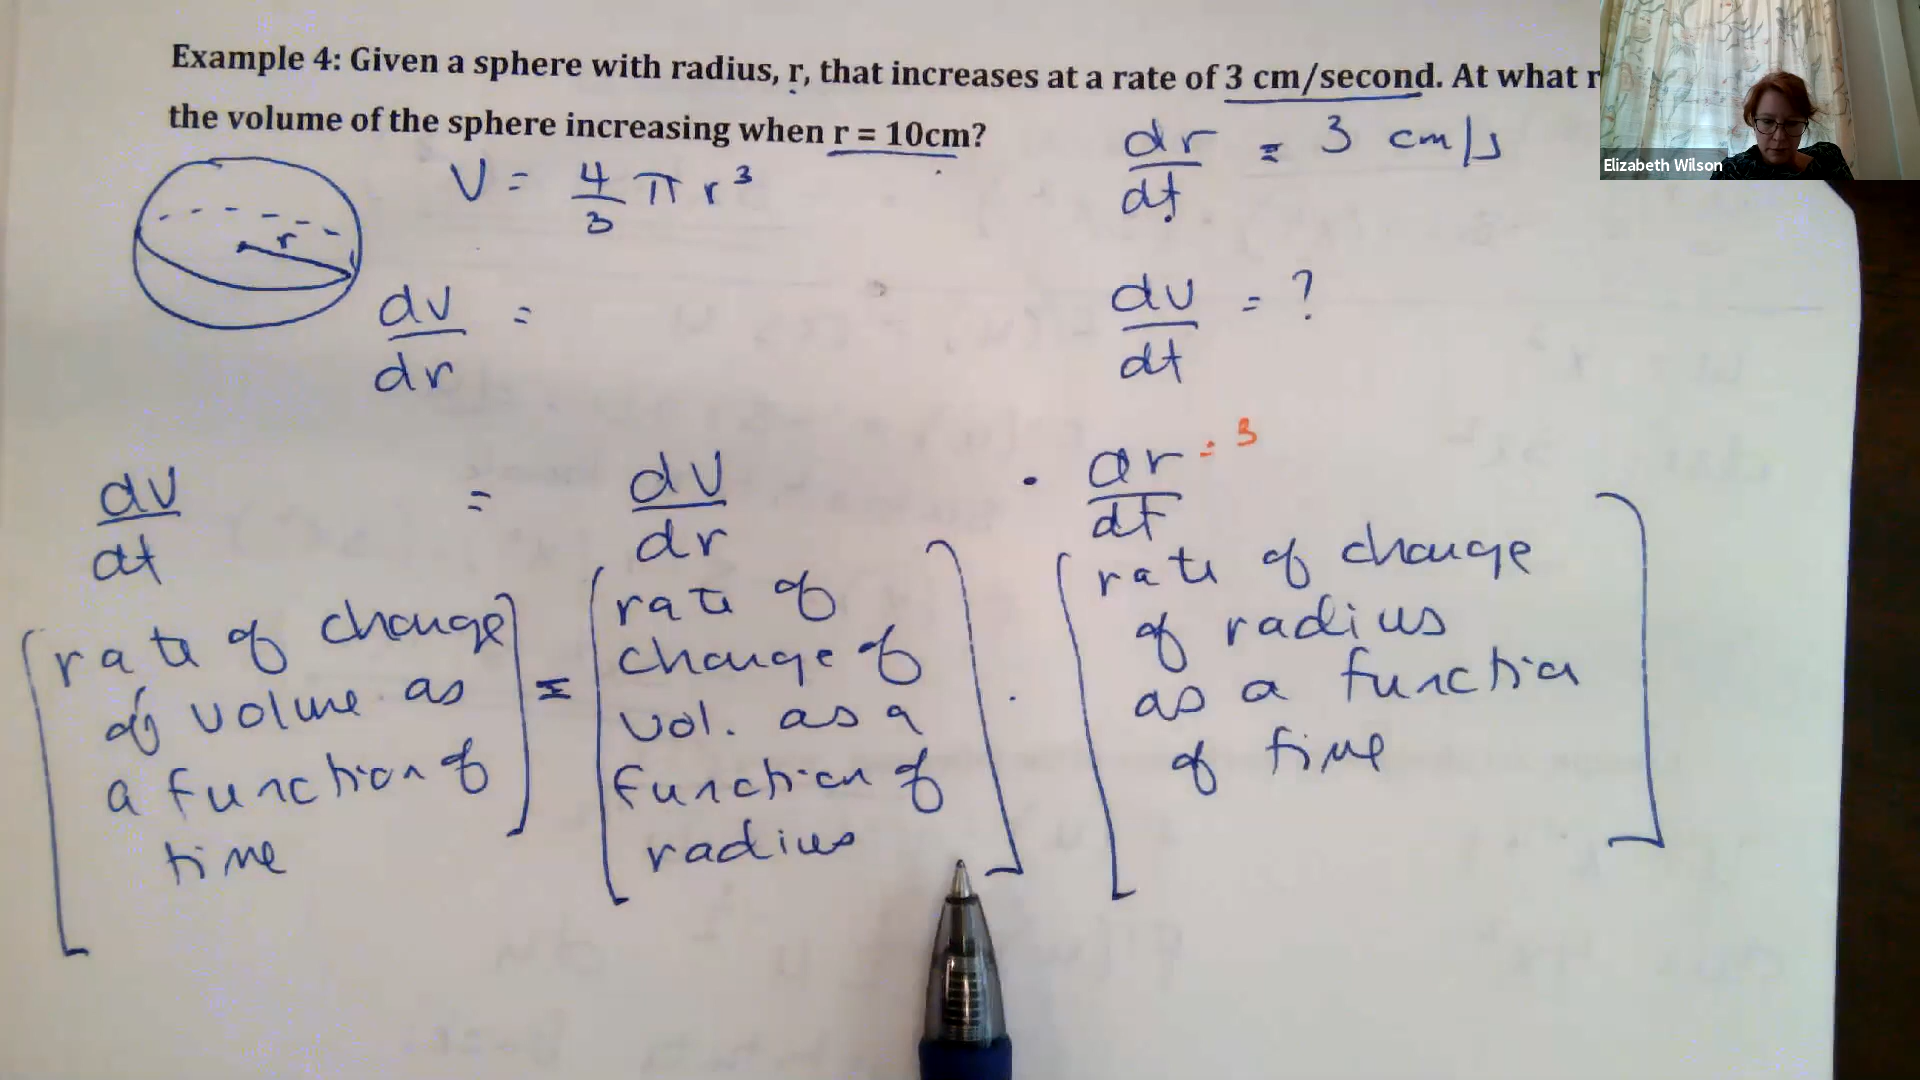 Example 4: Given a sphere with radius, r, that increases at a rate of 3 cm/second. At what r
the volume of the sphere increasing when r = 10cm?
dr/dt = 3 cm/s
V = 4/3 π r³
Elizabeth Wilson
r
dv/dr =
dv/dt = ?
dv/dt = dv/dr · dr/dt = 3
[rate of change of volume as a function of time] = [rate of change of vol. as a function of radius] · [rate of change of radius as a function of time]